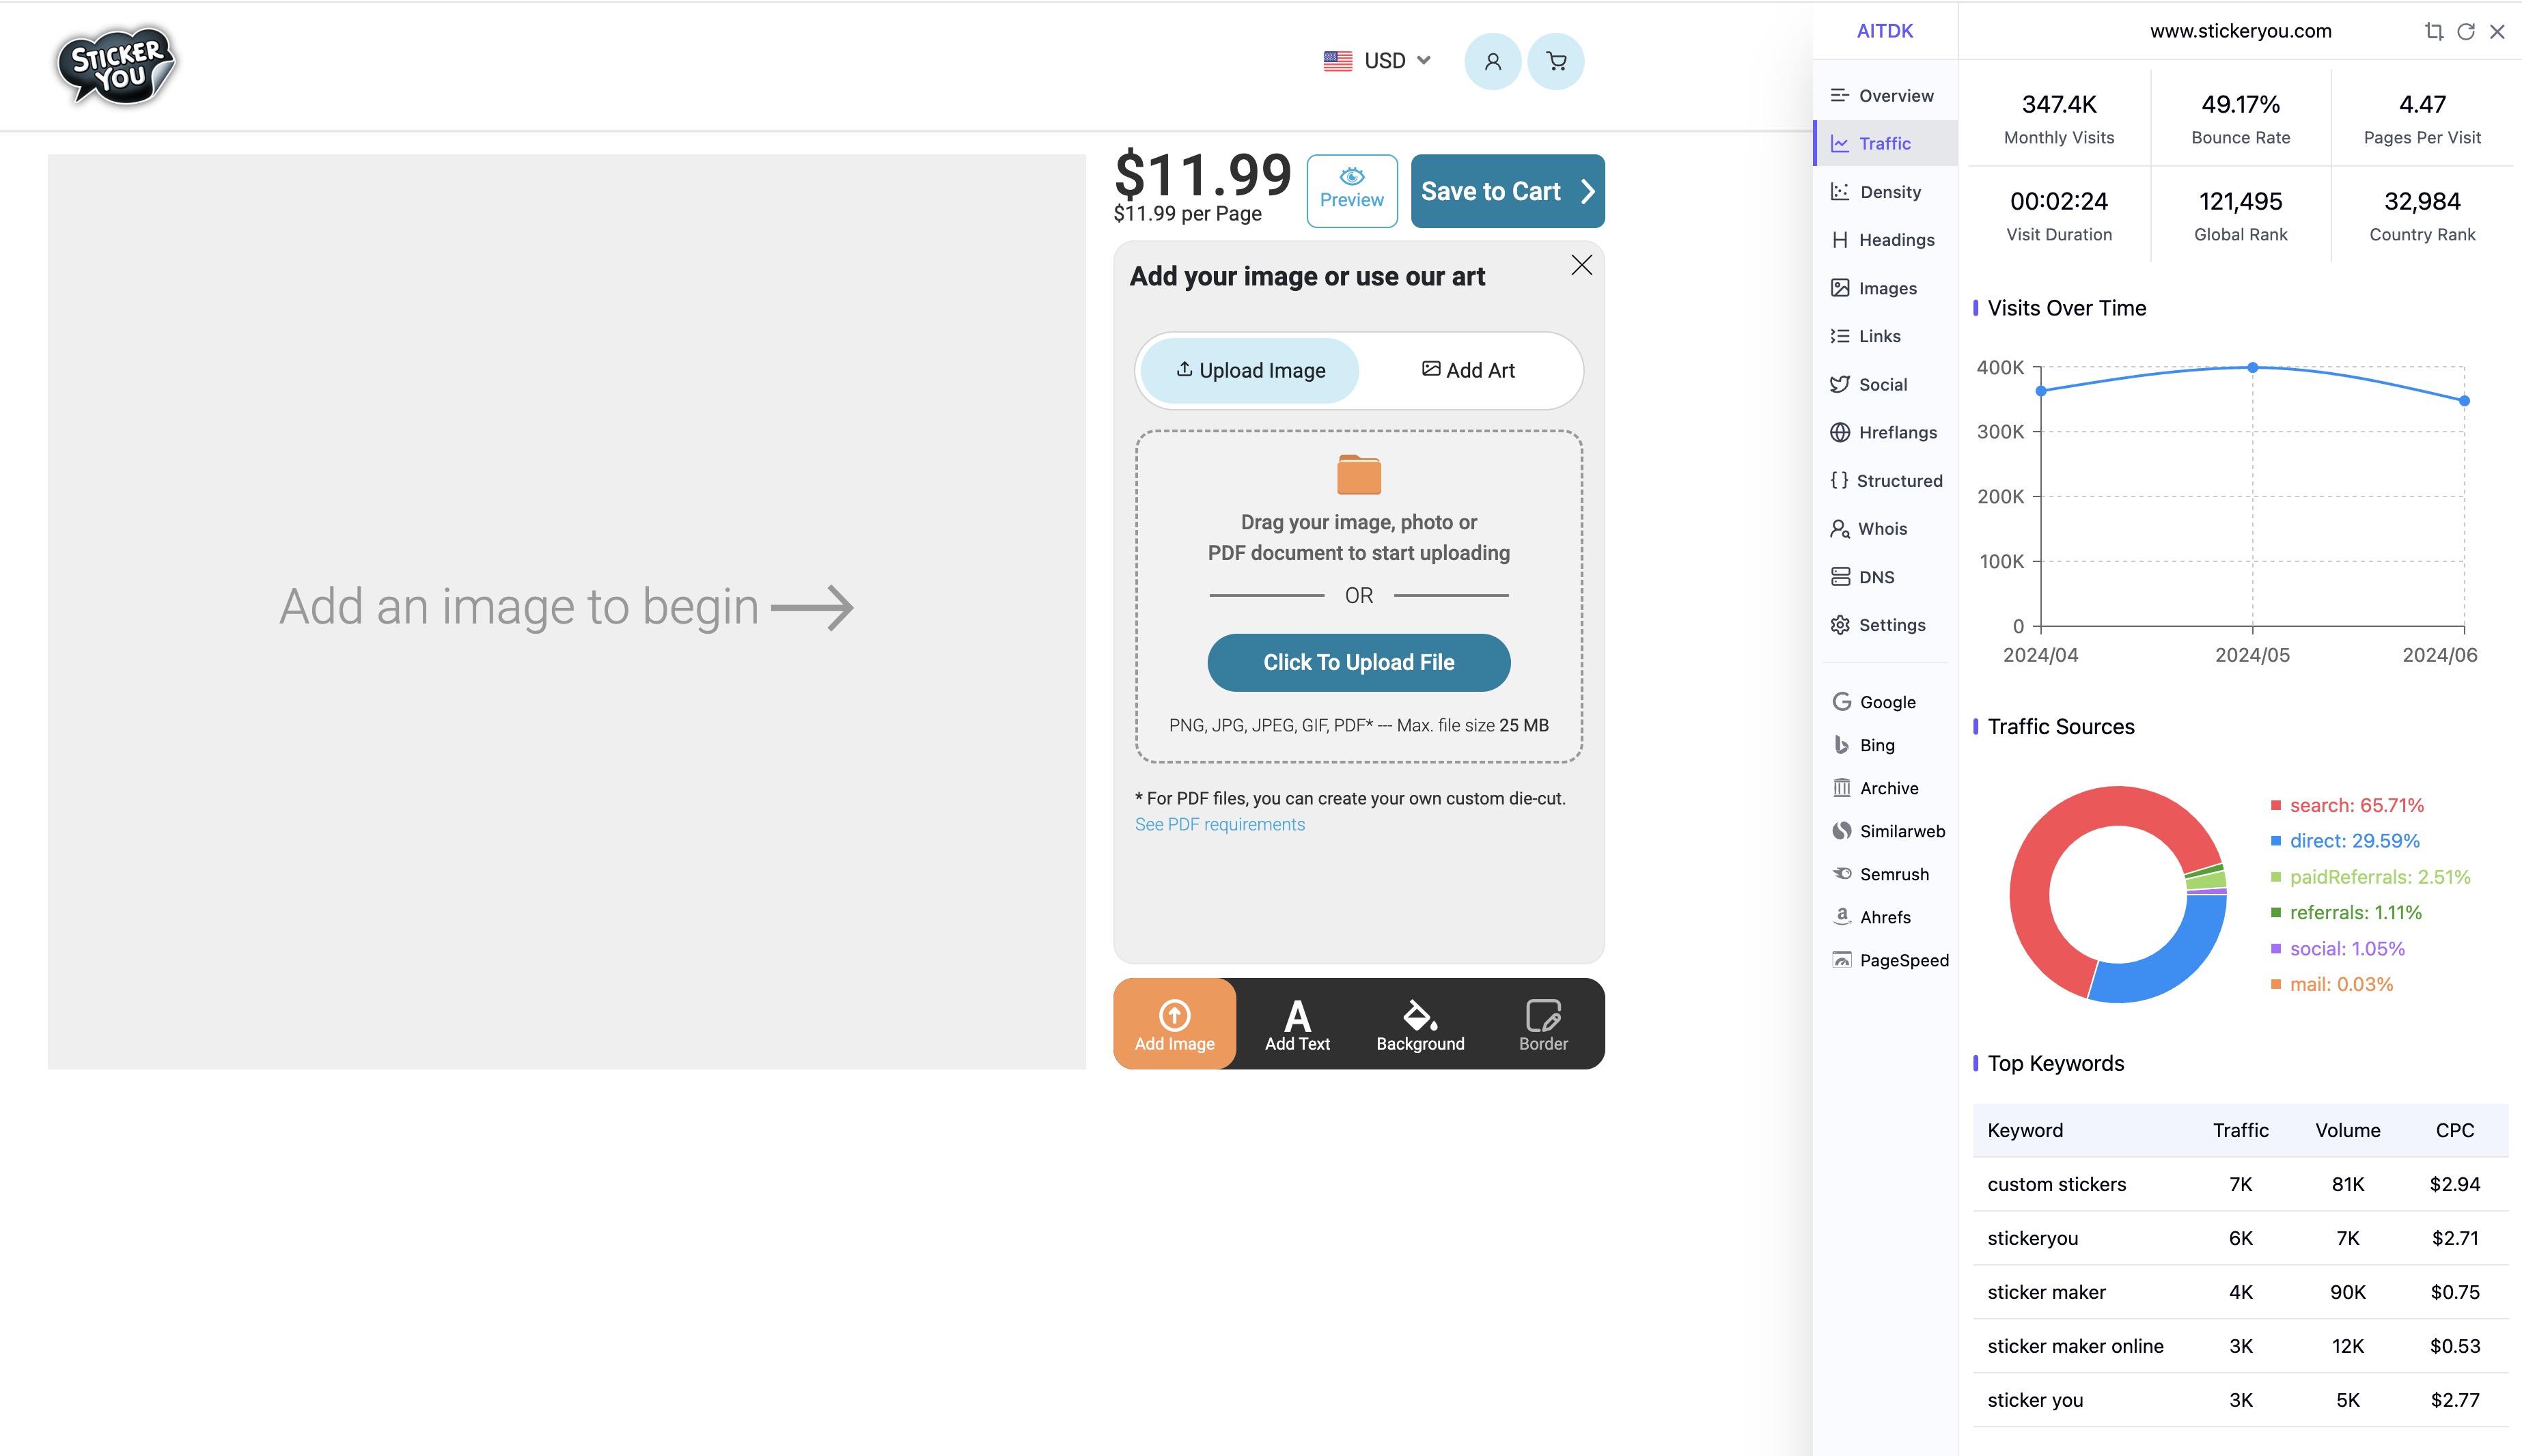 STICKER
YOU
USD
$11.99
$11.99 per Page
Preview
Save to Cart
Add an image to begin
Add your image or use our art
Upload Image
Add Art
Drag your image, photo or
PDF document to start uploading
OR
Click To Upload File
PNG, JPG, JPEG, GIF, PDF* --- Max. file size 25 MB
* For PDF files, you can create your own custom die-cut.
See PDF requirements
Add Image
Add Text
Background
Border
AITDK
www.stickeryou.com
Overview
Traffic
Density
Headings
Images
Links
Social
Hreflangs
Structured
Whois
DNS
Settings
Google
Bing
Archive
Similarweb
Semrush
Ahrefs
PageSpeed
347.4K
Monthly Visits
49.17%
Bounce Rate
4.47
Pages Per Visit
00:02:24
Visit Duration
121,495
Global Rank
32,984
Country Rank
Visits Over Time
400K
300K
200K
100K
0
2024/04 2024/05 2024/06
Traffic Sources
search: 65.71%
direct: 29.59%
paidReferrals: 2.51%
referrals: 1.11%
social: 1.05%
mail: 0.03%
Top Keywords
Keyword Traffic Volume CPC
custom stickers 7K 81K $2.94
stickeryou 6K 7K $2.71
sticker maker 4K 90K $0.75
sticker maker online 3K 12K $0.53
sticker you 3K 5K $2.77